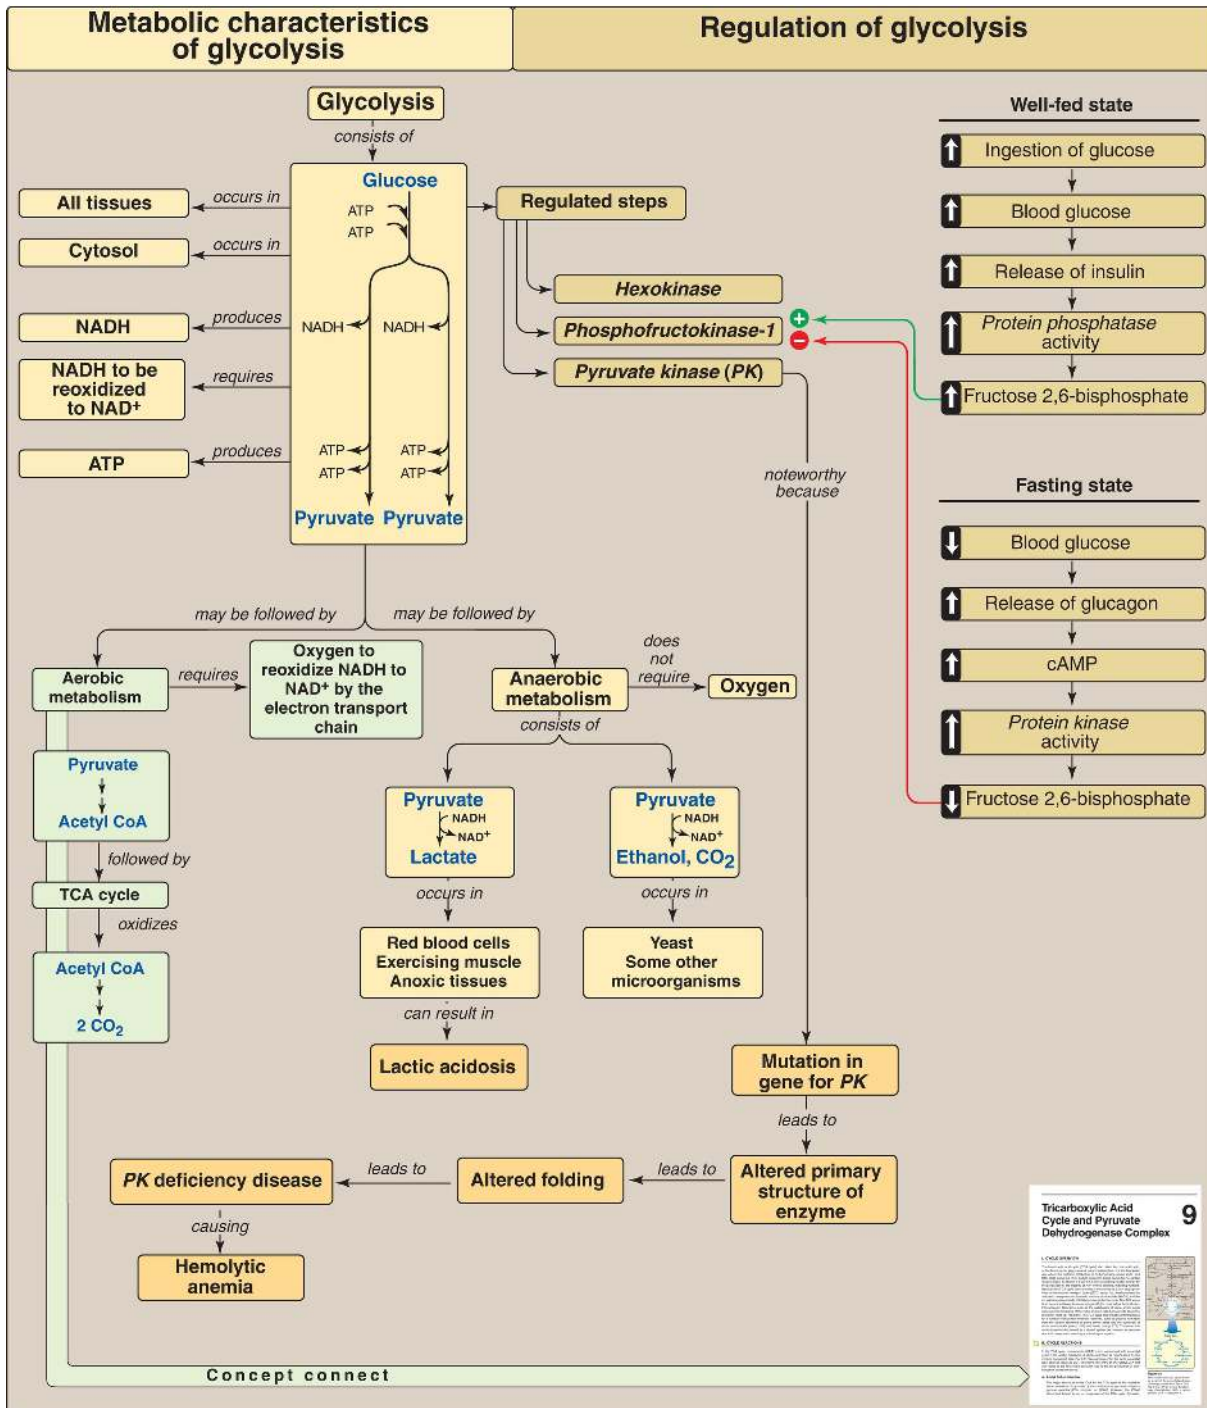 Metabolic characteristics
of glycolysis
Regulation of glycolysis
Glycolysis
consists of
Glucose
ATP
ATP
NADH
NADH
ATP
ATP
ATP
ATP
Pyruvate
Pyruvate
occurs in
All tissues
occurs in
Cytosol
produces
NADH
requires
NADH to be
reoxidized
to NAD+
produces
ATP
Regulated steps
Hexokinase
Phosphofructokinase-1
+
−
Pyruvate kinase (PK)
noteworthy
because
Well-fed state
Ingestion of glucose
Blood glucose
Release of insulin
Protein phosphatase
activity
Fructose 2,6-bisphosphate
Fasting state
Blood glucose
Release of glucagon
cAMP
Protein kinase
activity
Fructose 2,6-bisphosphate
may be followed by
may be followed by
Aerobic
metabolism
requires
Oxygen to
reoxidize NADH to
NAD+ by the
electron transport
chain
Anaerobic
metabolism
does
not
require
Oxygen
consists of
Pyruvate
Acetyl CoA
followed by
TCA cycle
oxidizes
Acetyl CoA
2 CO2
Pyruvate
NADH
NAD+
Lactate
occurs in
Red blood cells
Exercising muscle
Anoxic tissues
can result in
Lactic acidosis
Pyruvate
NADH
NAD+
Ethanol, CO2
occurs in
Yeast
Some other
microorganisms
Mutation in
gene for PK
leads to
Altered primary
structure of
enzyme
leads to
Altered folding
leads to
PK deficiency disease
causing
Hemolytic
anemia
Tricarboxylic Acid
Cycle and Pyruvate
Dehydrogenase Complex
9
Concept connect